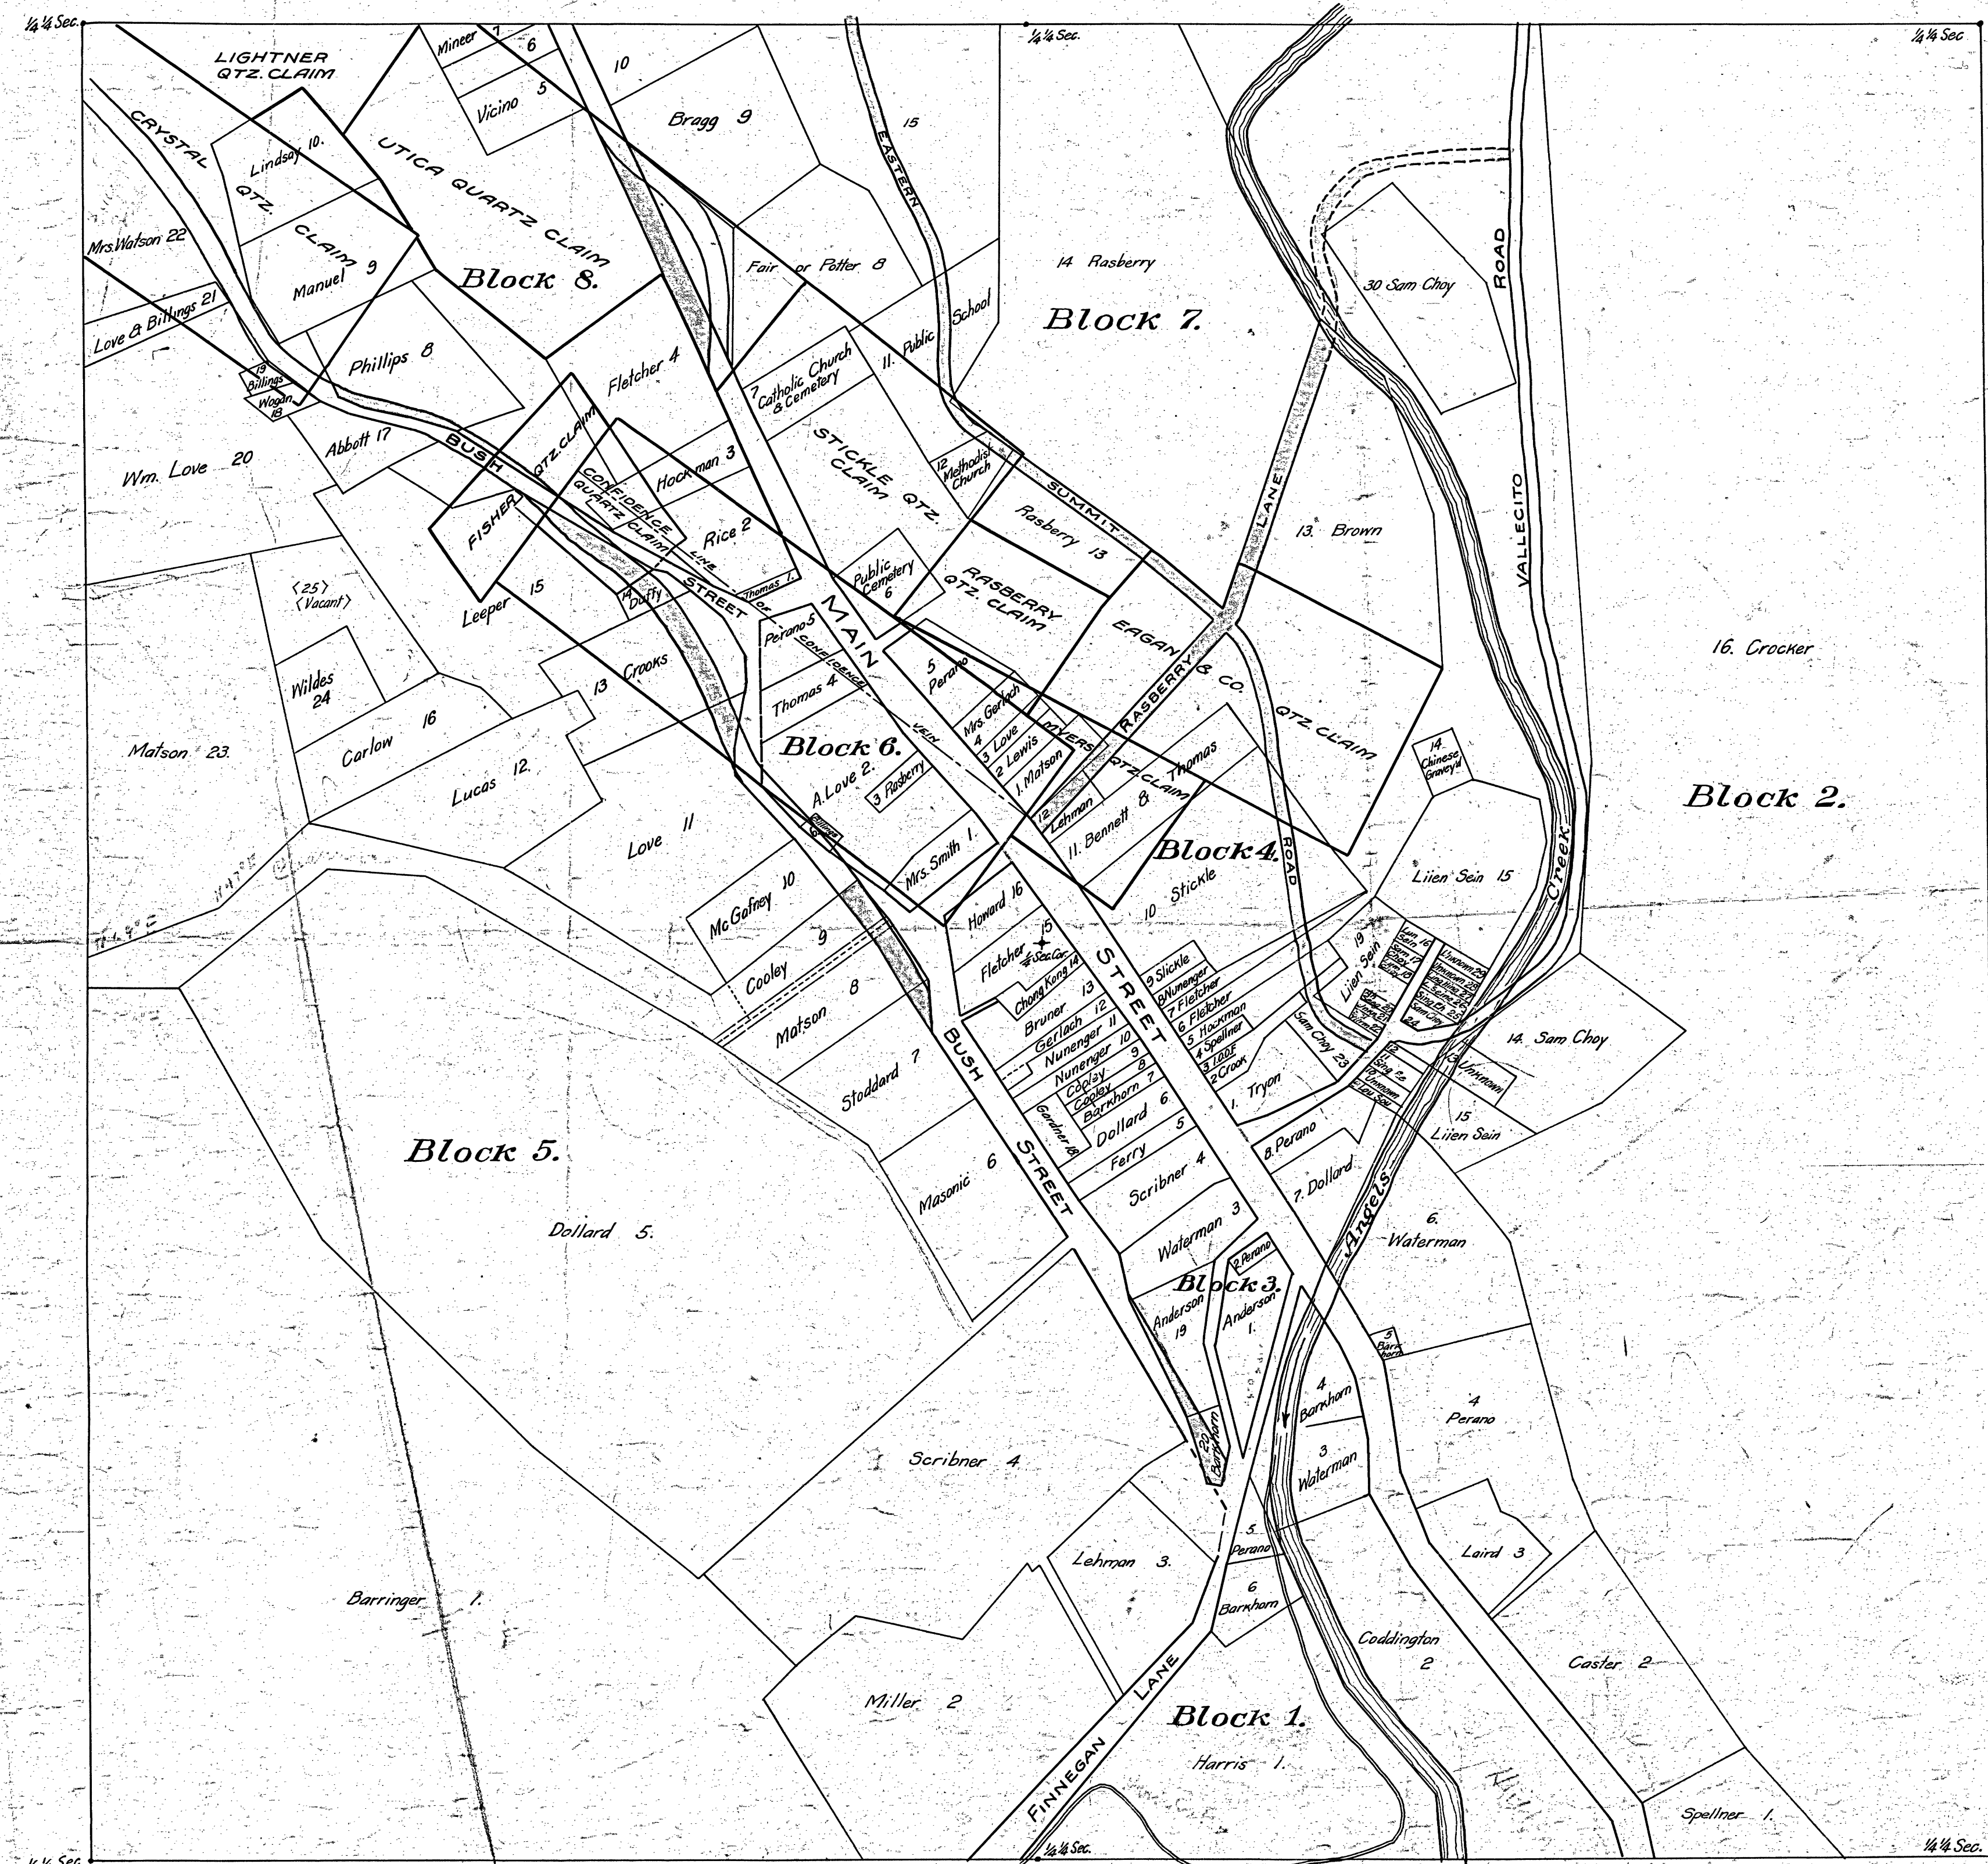 1/4 1/4 Sec.
1/4 1/4 Sec.
1/4 1/4 Sec
LIGHTNER
QTZ. CLAIM
Mineer 7
6
Vicino 5
10
Bragg 9
15
EASTERN
CRYSTAL
QTZ.
CLAIM
Lindsay 10.
UTICA QUARTZ CLAIM
Mrs. Watson 22
Manuel 9
Block 8.
Fair or Potter 8
14 Rasberry
30 Sam Choy
ROAD
Love & Billings 21
Block 7.
11. Public School
Phillips 8
Fletcher 4
7
Catholic Church
& Cemetery
19
Billings
Wogan
18
Abbott 17
BUSH
Wm. Love 20
FISHER
QTZ. CLAIM
CONFIDENCE
QUARTZ CLAIM
Hockman 3
STICKLE QTZ.
CLAIM
12
Methodist
Church
SUMMIT
Rasberry 13
LANE
13. Brown
VALLECITO
Rice 2
LINE
OF
CONFIDENCE
VEIN
Thomas 1.
Public
Cemetery
6
RASBERRY
QTZ. CLAIM
(25)
(Vacant)
Leeper 15
14
Duffy
STREET
MAIN
Perano 5
EAGAN & CO.
QTZ. CLAIM
16. Crocker
Wildes
24
13 Crooks
Thomas 4
5
Perano
RASBERRY
Carlow 16
Matson 23.
Lucas 12.
Block 6.
A. Love 2.
3 Rasberry
Mrs. Gerlach
4
3 Love
2 Lewis
1. Matson
MYERS
QTZ. CLAIM
Thomas
14
Chinese
Gravey'd
Block 2.
12
Lehman
11. Bennett &
Love 11
Mrs. Smith 1.
Block 4.
ROAD
10 Stickle
Liien Sein 15
Creek
McGafney 10
Howard 16
Fletcher 15
Cooley 9
Chong Kong 14
Bruner 13
Gerlach 12
Nunenger 11
Nunenger 10
Cooley 9
Cooley 8
Barkhorn 7
STREET
9 Stickle
8 Nunenger
7 Fletcher
6 Fletcher
5 Hockman
4 Spellner
3 I.O.O.F
2 Crook
1. Tryon
Sam Choy 23
19
Liien Sein
Lun 16
Sein
Unknown 29
24
Matson 8
Stoddard 7
BUSH
STREET
14. Sam Choy
13
Unknown
15
Liien Sein
Gardner 18
Dollard 6
Ferry 5
Scribner 4
Block 5.
Masonic 6
8. Perano
7. Dollard
Angels
Dollard 5.
Waterman 3
2 Perano
6.
Waterman
Block 3.
Anderson
19
Anderson
1.
5
Bark
horn
4
Barkhorn
4
Perano
20
Barkhorn
3
Waterman
Scribner 4
Lehman 3.
5
Perano
Laird 3
6
Barkhorn
Barringer 1.
Coddington
2
Caster 2
Miller 2
FINNEGAN LANE
Block 1.
Harris 1.
Spellner 1.
1/4 1/4 Sec.
1/4 1/4 Sec.
1/4 1/4 Sec.